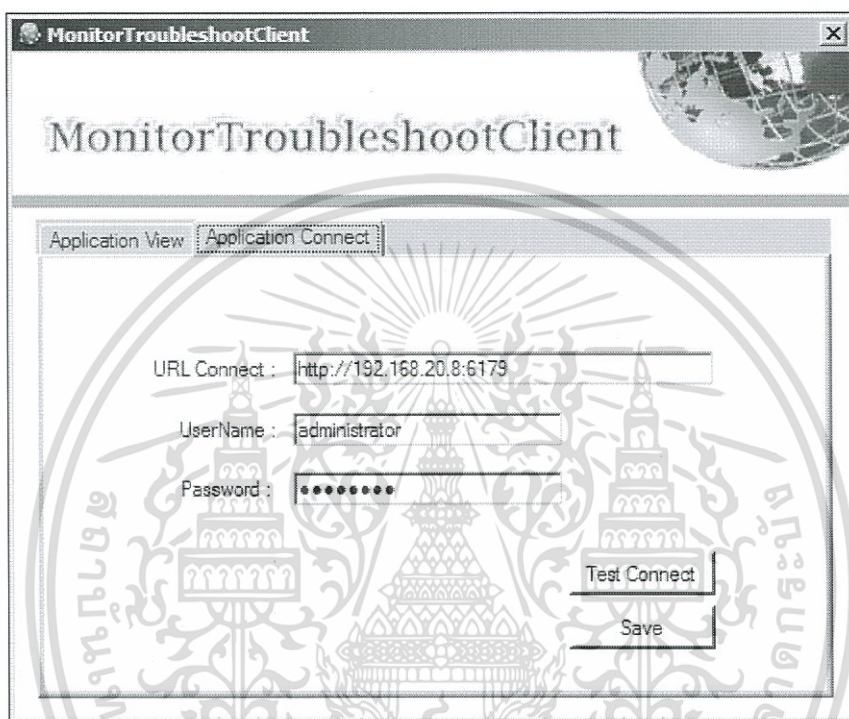 MonitorTroubleshootClient
MonitorTroubleshootClient
Application View
Application Connect
URL Connect :
http://192.168.20.8:6179
UserName :
administrator
Password :
●●●●●●●●
Test Connect
Save